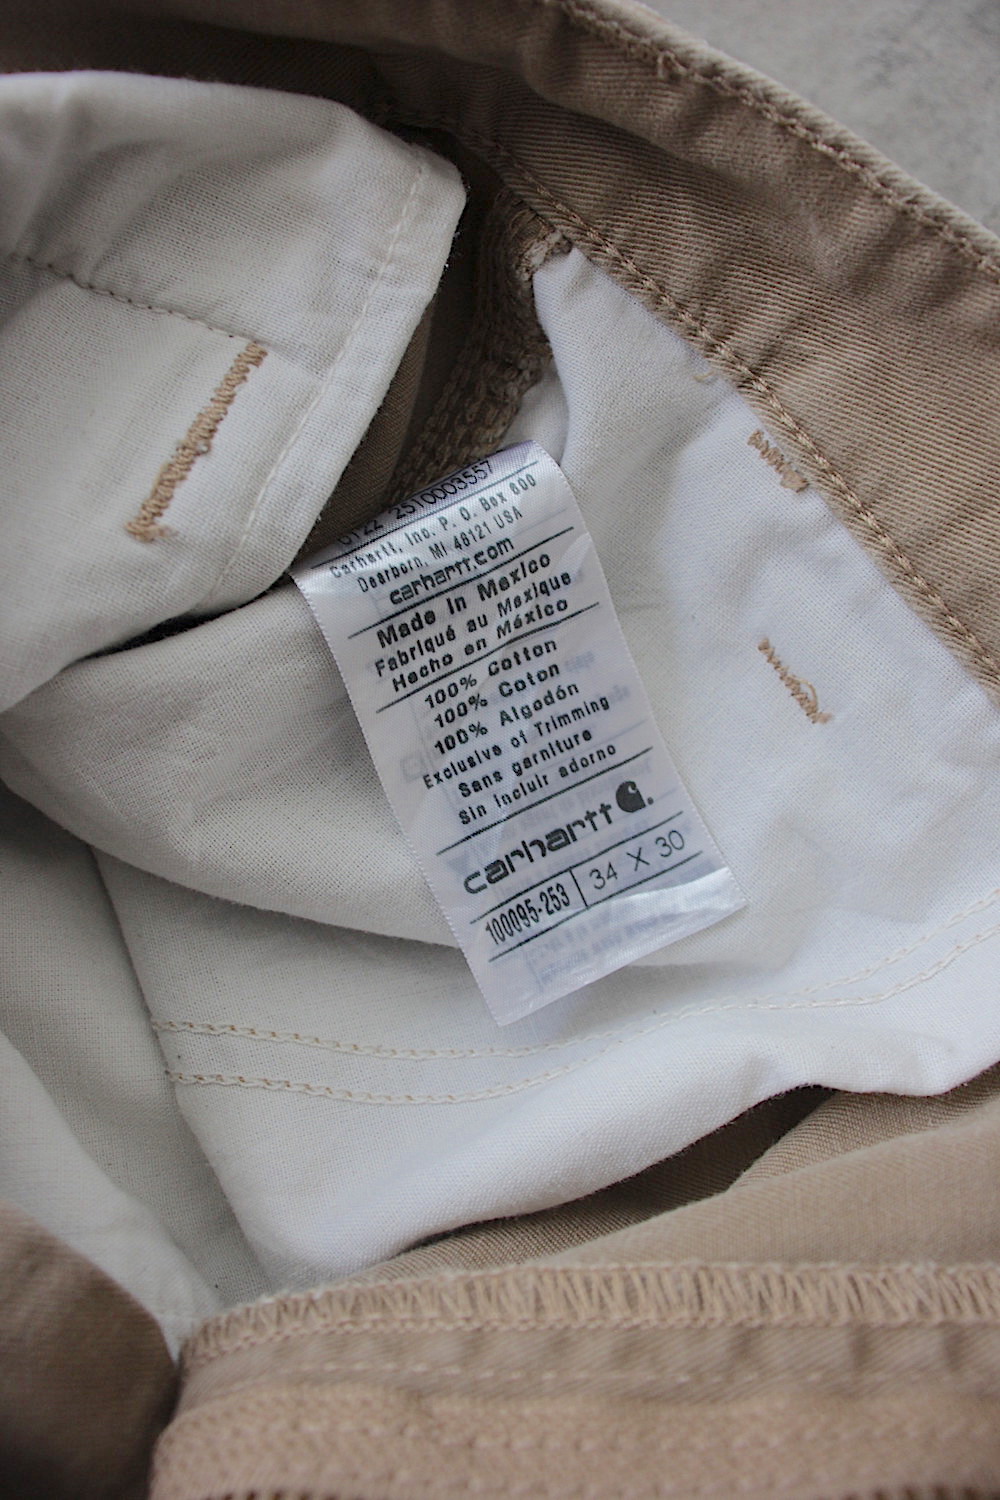 0122 2510003557
Carhartt, Inc. P. O. Box 600
Dearborn, MI 48121 USA
carhartt.com
Made in Mexico
Fabriqué au Mexique
Hecho en México
100% Cotton
100% Coton
100% Algodón
Exclusive of Trimming
Sans garniture
Sin incluir adorno
carhartt
100095-253 34 X 30